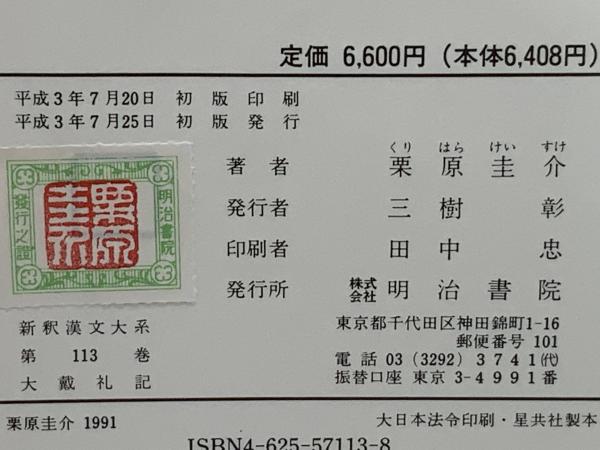 定価 6,600円 (本体6,408円)
平成3年7月20日 初版印刷
平成3年7月25日 初版発行
くり はら けい すけ
著者 栗原圭介
発行者 三樹 彰
印刷者 田中 忠
発行所 株式会社 明治書院
東京都千代田区神田錦町1-16
郵便番号 101
電話 03 (3292) 3741(代)
振替口座 東京 3-4991番
明治書院
栗原圭介
發行之證
新釈漢文大系
第 113 巻
大戴礼記
栗原圭介 1991
大日本法令印刷・星共社製本
ISBN4-625-57113-8